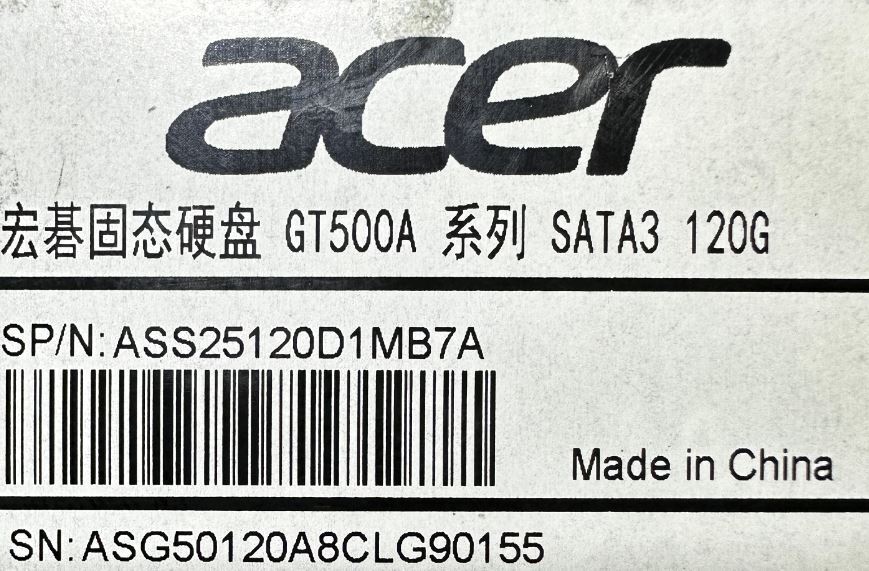 acer
宏碁固态硬盘 GT500A 系列 SATA3 120G
SP/N: ASS25120D1MB7A
Made in China
SN: ASG50120A8CLG90155